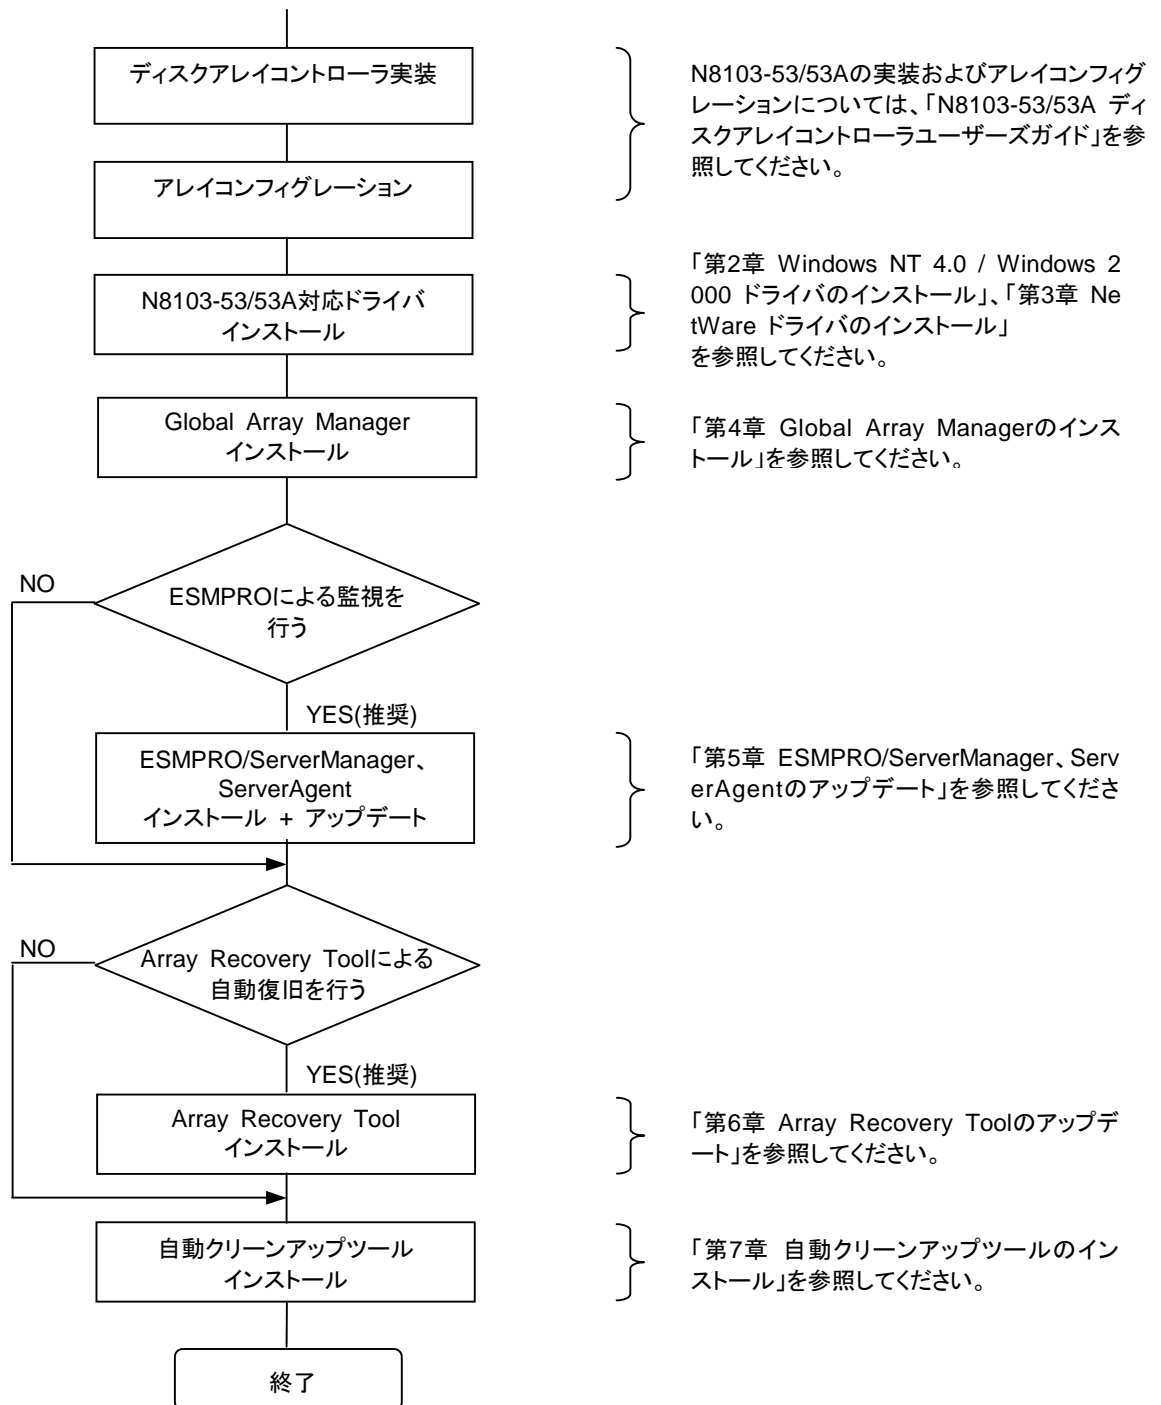 ディスクアレイコントローラ実装
N8103-53/53Aの実装およびアレイコンフィグ
レーションについては、「N8103-53/53A ディ
スクアレイコントローラユーザーズガイド」を参
照してください。
アレイコンフィグレーション
N8103-53/53A対応ドライバ
インストール
「第2章 Windows NT 4.0 / Windows 2
000 ドライバのインストール」、「第3章 Ne
tWare ドライバのインストール」
を参照してください。
Global Array Manager
インストール
「第4章 Global Array Managerのインス
トール」を参照してください。
NO
ESMPROによる監視を
行う
YES(推奨)
ESMPRO/ServerManager、
ServerAgent
インストール + アップデート
「第5章 ESMPRO/ServerManager、Serv
erAgentのアップデート」を参照してくださ
い。
NO
Array Recovery Toolによる
自動復旧を行う
YES(推奨)
Array Recovery Tool
インストール
「第6章 Array Recovery Toolのアップデ
ート」を参照してください。
自動クリーンアップツール
インストール
「第7章 自動クリーンアップツールのイン
ストール」を参照してください。
終了